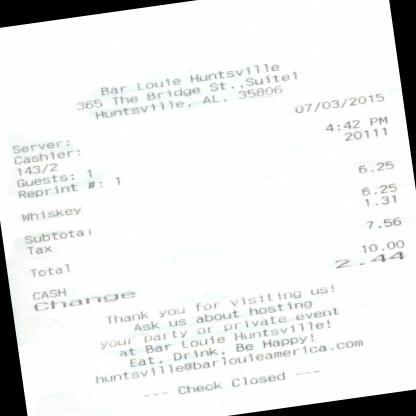 Bar Louie Huntsville
365 The Bridge St.,Suite1
Huntsville, AL, 35806
07/03/2015
Server: 4:42 PM
Cashier: 20111
143/2
Guests: 1
Reprint #: 1
Whiskey 6.25
Subtotal 6.25
Tax 1.31
Total 7.56
CASH 10.00
Change 2.44
Thank you for visiting us!
Ask us about hosting
your party or private event
at Bar Louie Huntsville!
Eat. Drink. Be Happy!
huntsville@barlouieamerica.com
--- Check Closed ---